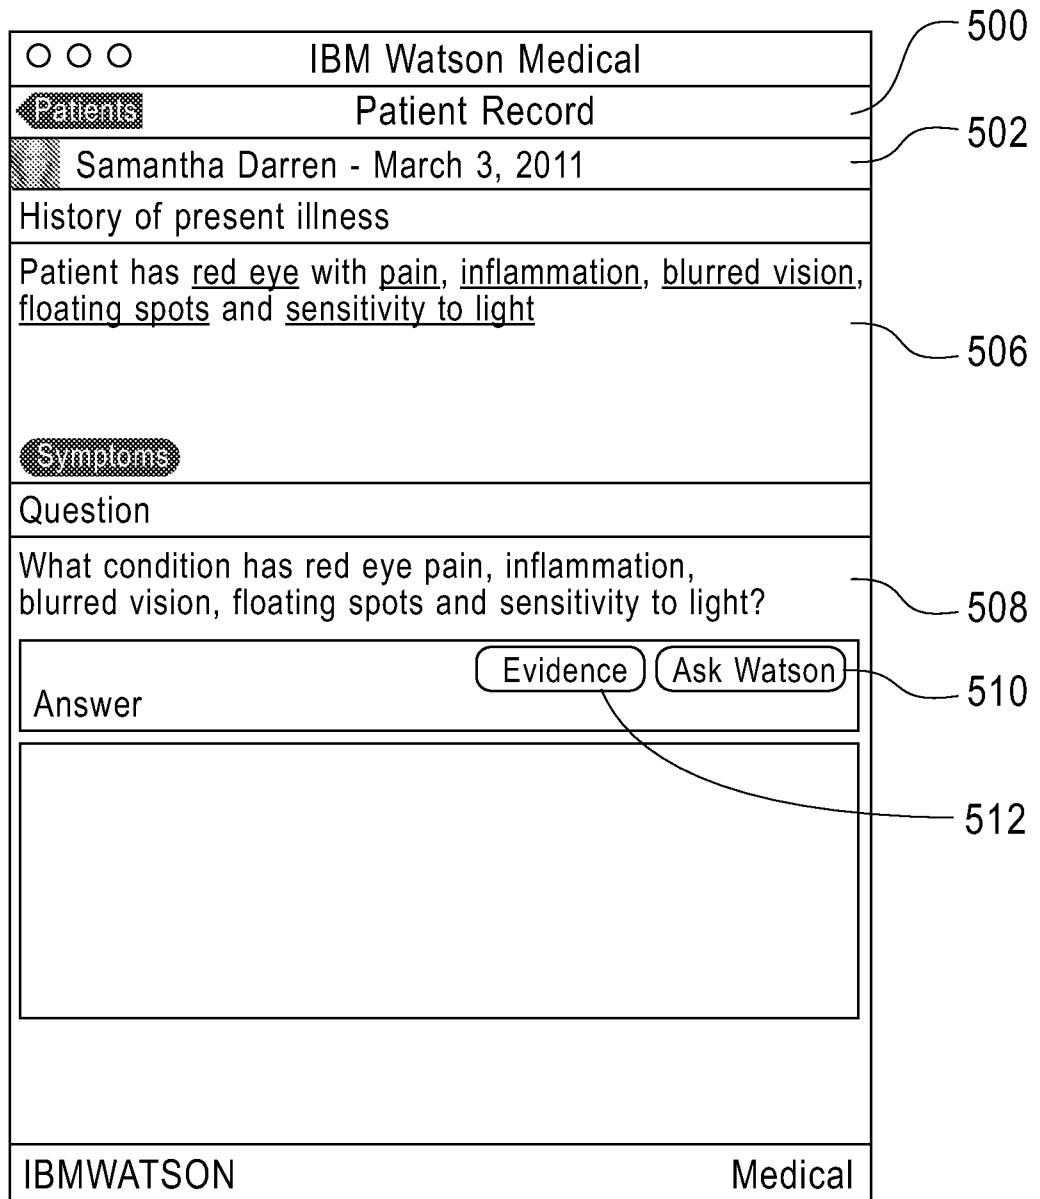 IBM Watson Medical
500
Patients
Patient Record
502
Samantha Darren - March 3, 2011
History of present illness
Patient has red eye with pain, inflammation, blurred vision,
floating spots and sensitivity to light
506
Symptoms
Question
What condition has red eye pain, inflammation,
blurred vision, floating spots and sensitivity to light?
508
Evidence
Ask Watson
510
Answer
512
IBMWATSON
Medical